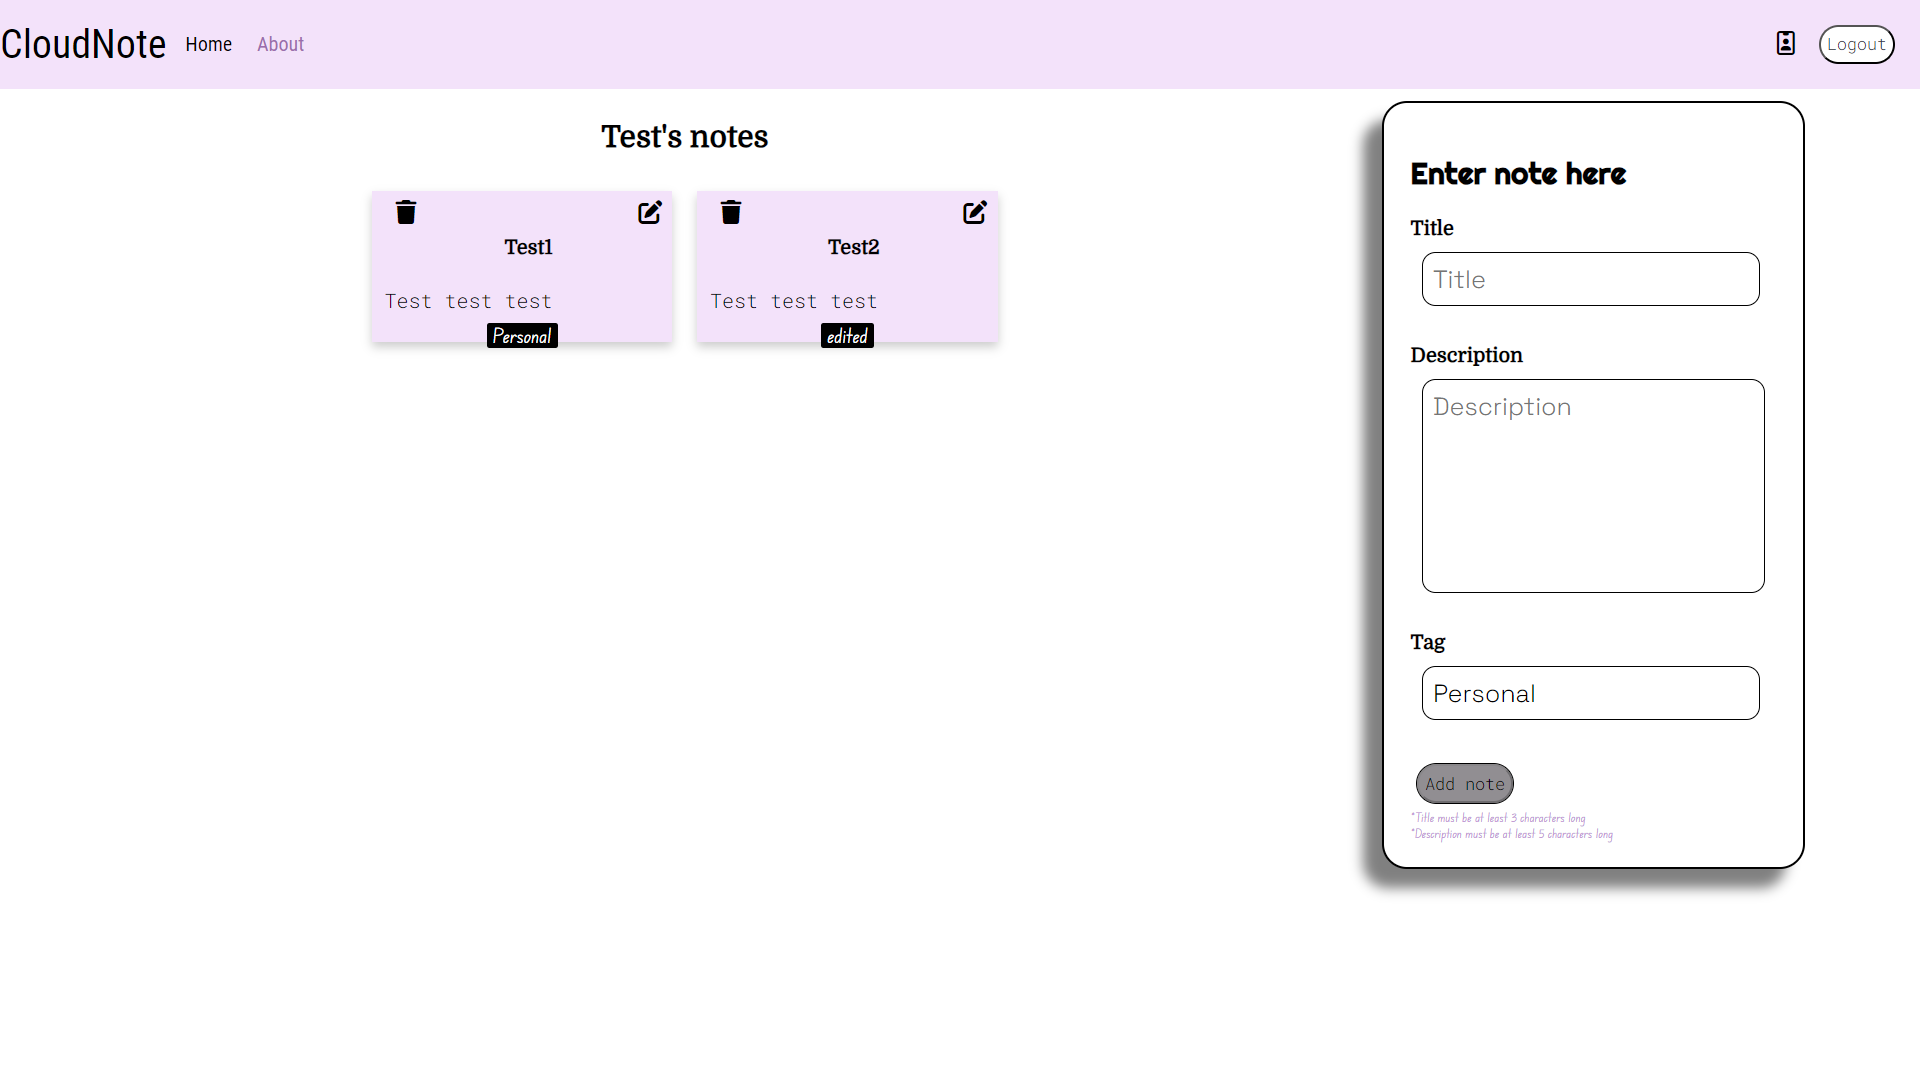 CloudNote
Home
About
Logout
Test's notes
Test1
Test test test
Personal
Test2
Test test test
edited
Enter note here
Title
Title
Description
Description
Tag
Personal
Add note
*Title must be at least 3 characters long
*Description must be at least 5 characters long